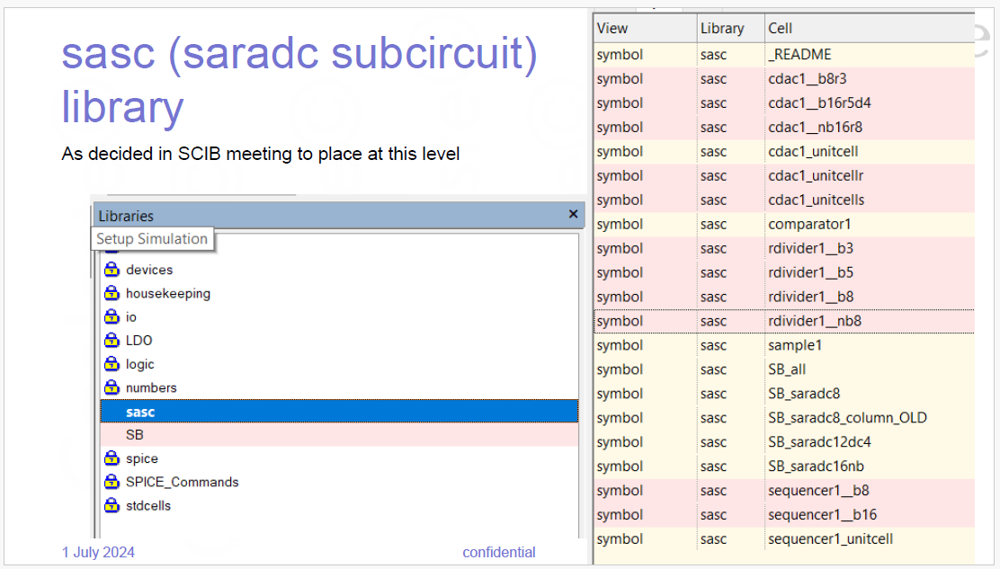 sasc (saradc subcircuit)
library
As decided in SCIB meeting to place at this level
Libraries
Setup Simulation
devices
housekeeping
io
LDO
logic
numbers
sasc
SB
spice
SPICE_Commands
stdcells
1 July 2024
confidential
View Library Cell
symbol sasc _README
symbol sasc cdac1__b8r3
symbol sasc cdac1__b16r5d4
symbol sasc cdac1__nb16r8
symbol sasc cdac1_unitcell
symbol sasc cdac1_unitcellr
symbol sasc cdac1_unitcells
symbol sasc comparator1
symbol sasc rdivider1__b3
symbol sasc rdivider1__b5
symbol sasc rdivider1__b8
symbol sasc rdivider1__nb8
symbol sasc sample1
symbol sasc SB_all
symbol sasc SB_saradc8
symbol sasc SB_saradc8_column_OLD
symbol sasc SB_saradc12dc4
symbol sasc SB_saradc16nb
symbol sasc sequencer1__b8
symbol sasc sequencer1__b16
symbol sasc sequencer1_unitcell